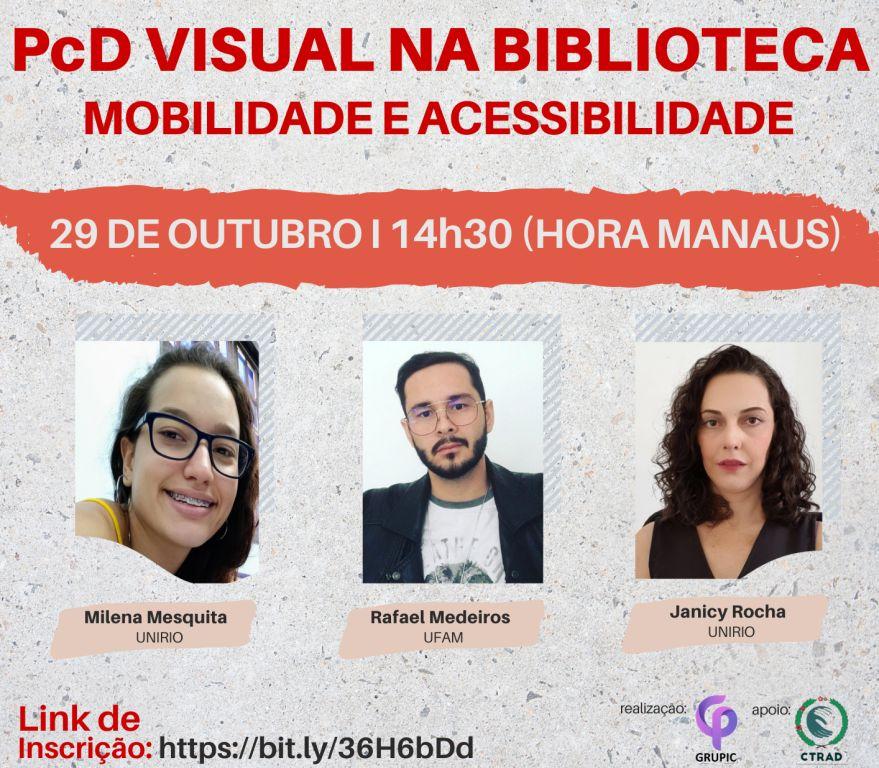 PcD VISUAL NA BIBLIOTECA
MOBILIDADE E ACESSIBILIDADE
29 DE OUTUBRO I 14h30 (HORA MANAUS)
Milena Mesquita
UNIRIO
Rafael Medeiros
UFAM
Janicy Rocha
UNIRIO
Link de
Inscrição: https://bit.ly/36H6bDd
realização:
GRUPIC
apoio:
CTRAD